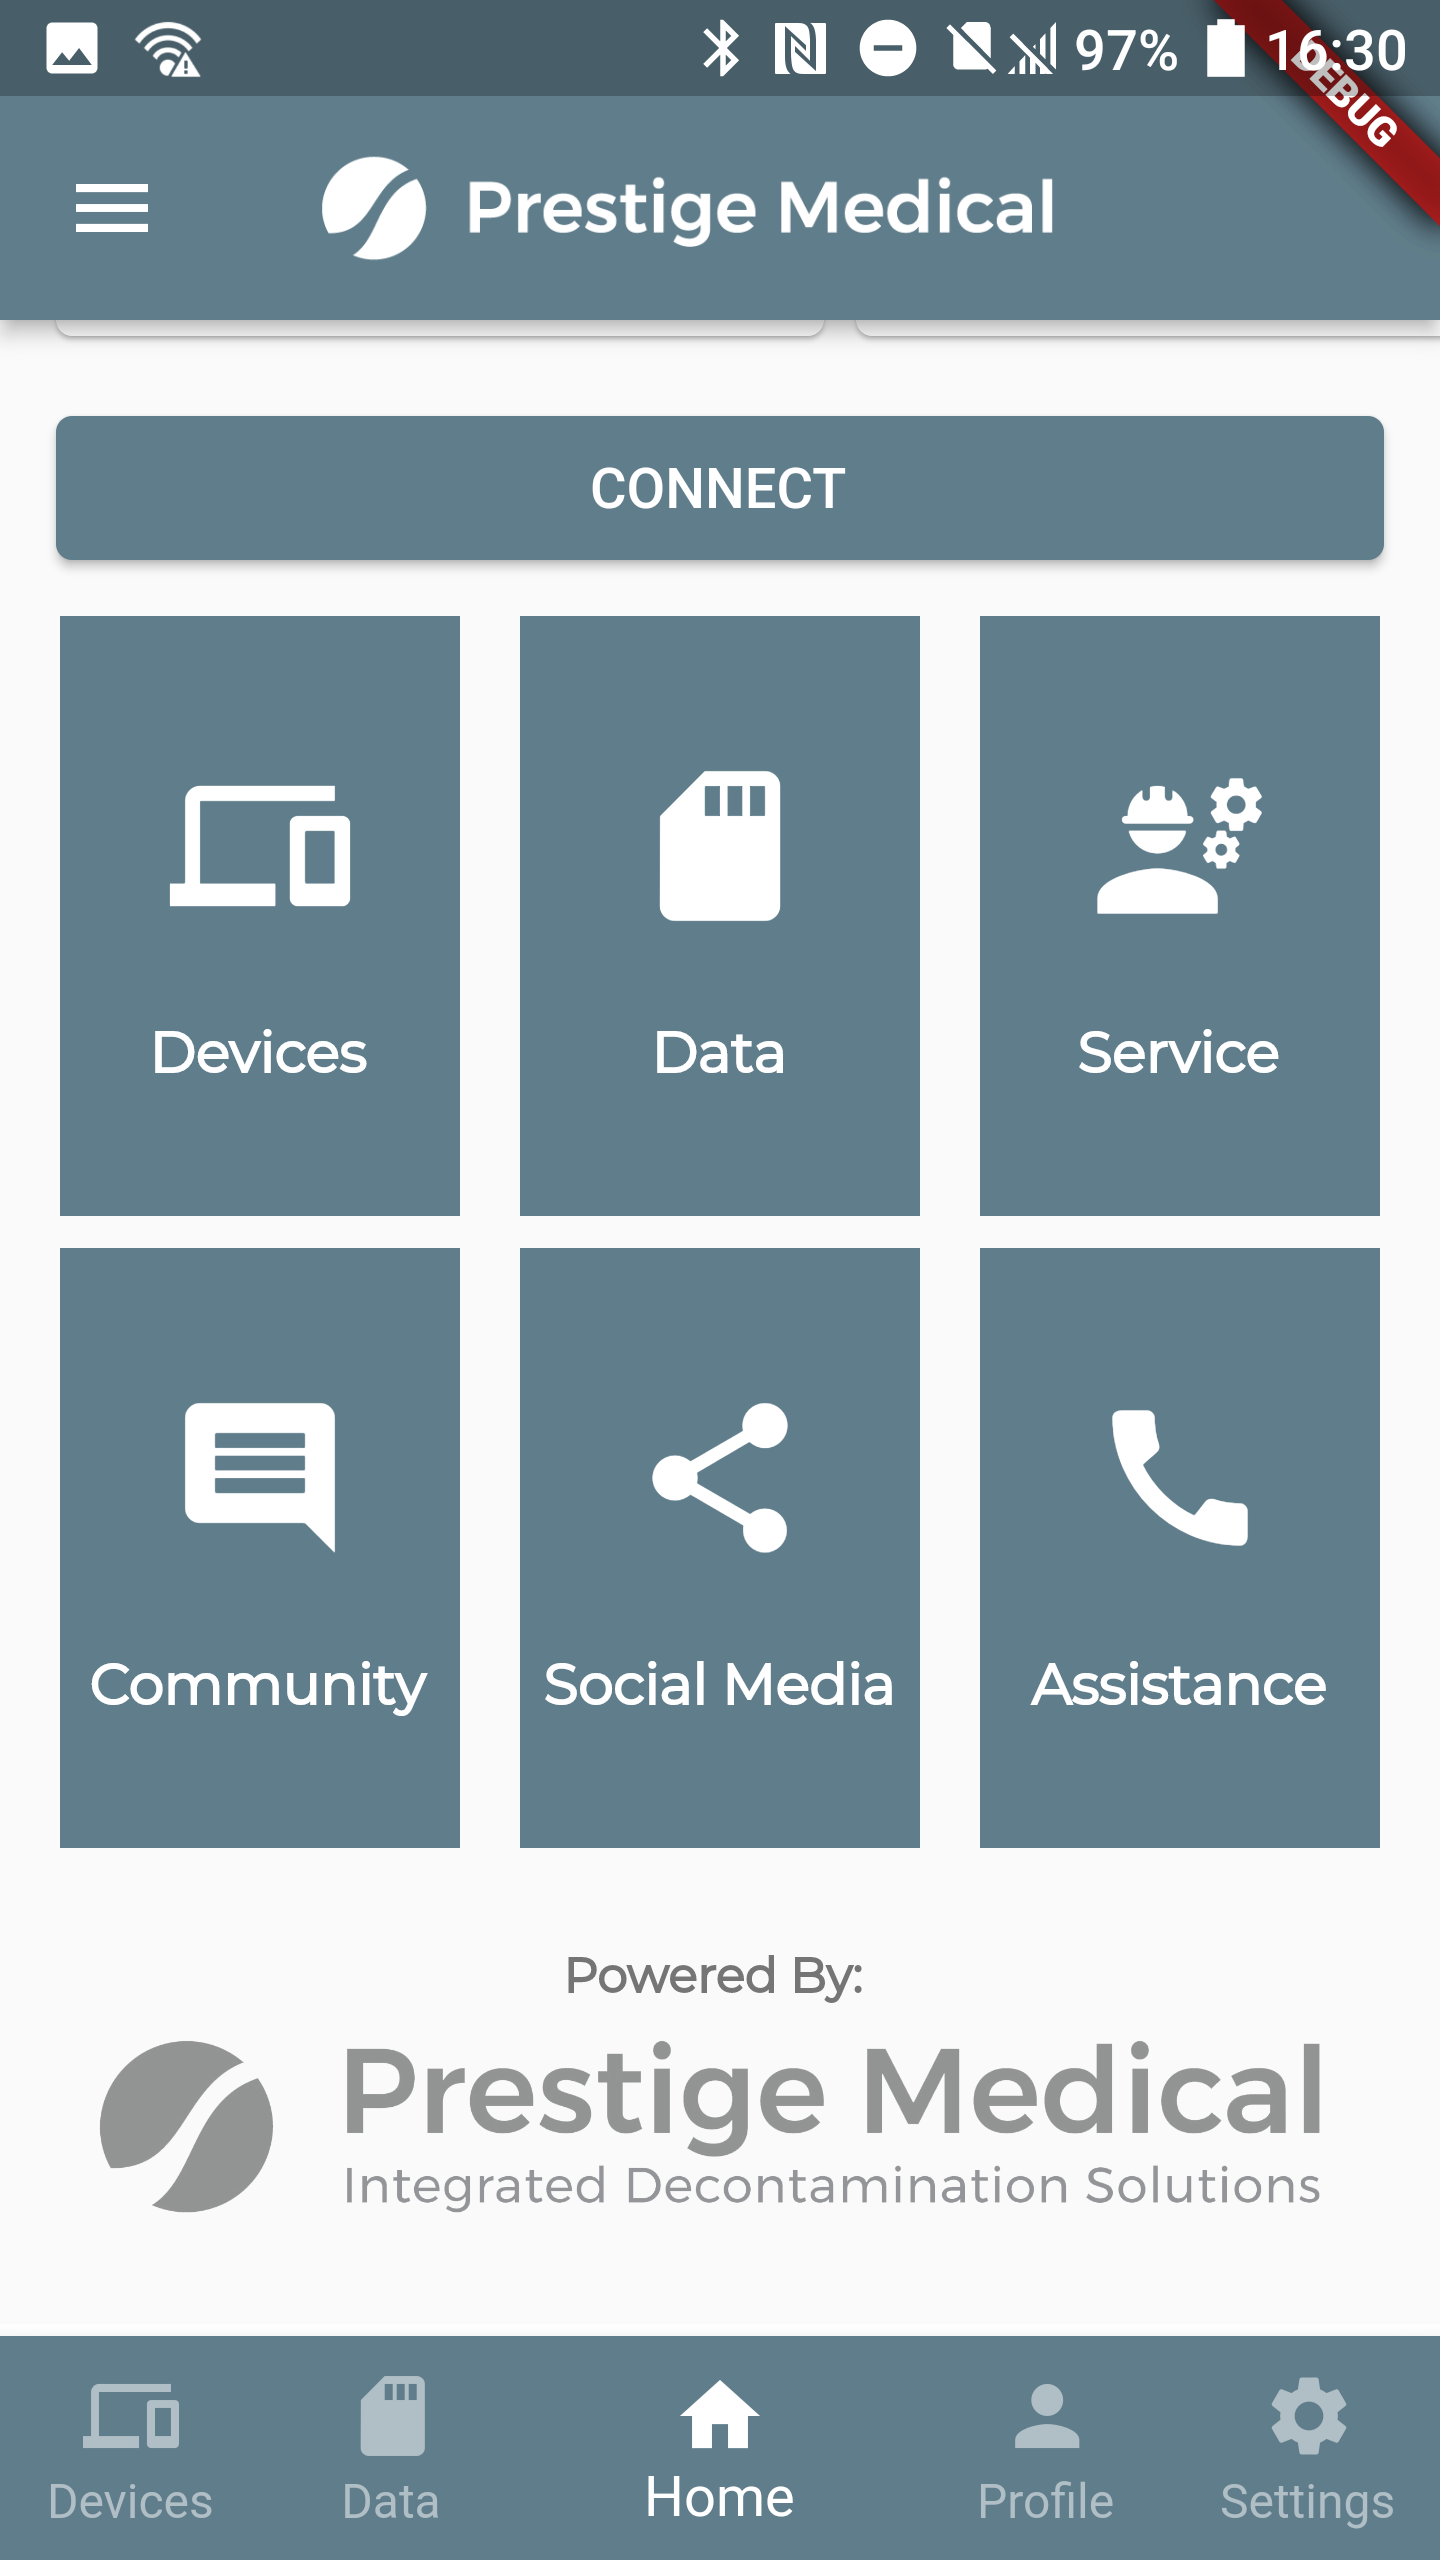 97% 16:30
DEBUG
Prestige Medical
CONNECT
Devices Data Service
Community Social Media Assistance
Powered By:
Prestige Medical
Integrated Decontamination Solutions
Devices Data Home Profile Settings